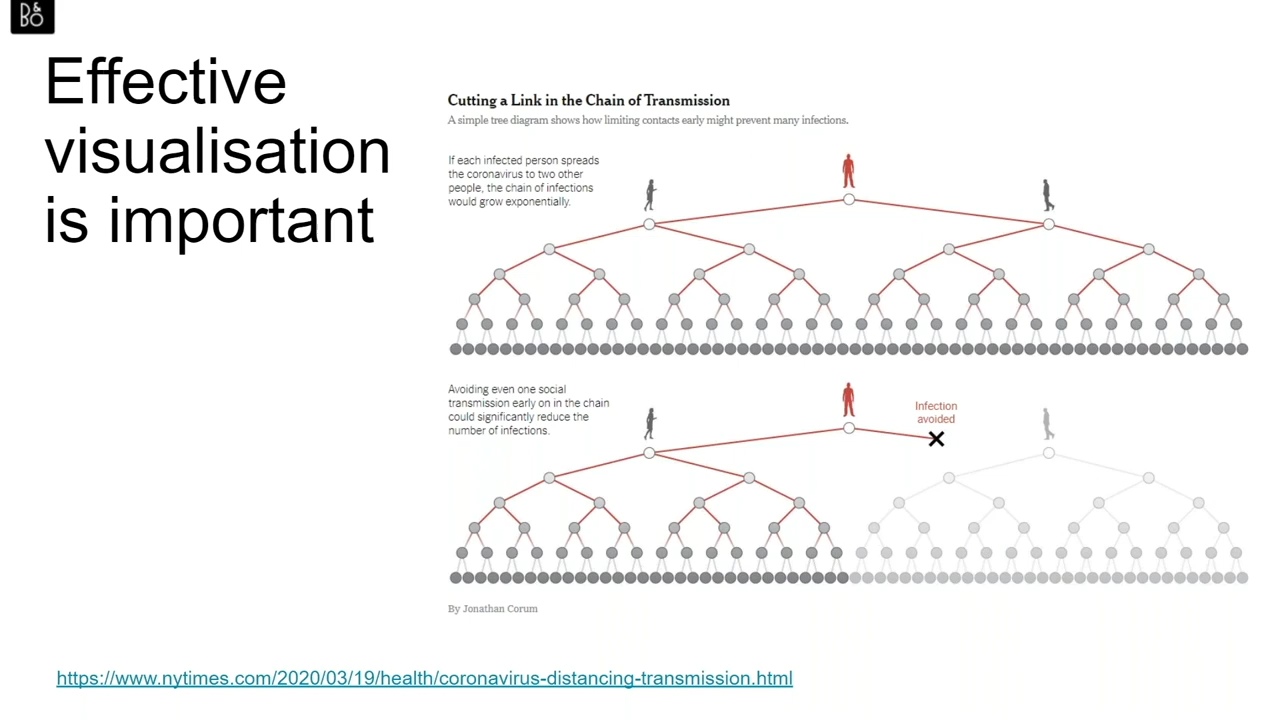 B&O
Effective
visualisation
is important
Cutting a Link in the Chain of Transmission
A simple tree diagram shows how limiting contacts early might prevent many infections.
If each infected person spreads
the coronavirus to two other
people, the chain of infections
would grow exponentially.
Avoiding even one social
transmission early on in the chain
could significantly reduce the
number of infections.
Infection
avoided
By Jonathan Corum
https://www.nytimes.com/2020/03/19/health/coronavirus-distancing-transmission.html